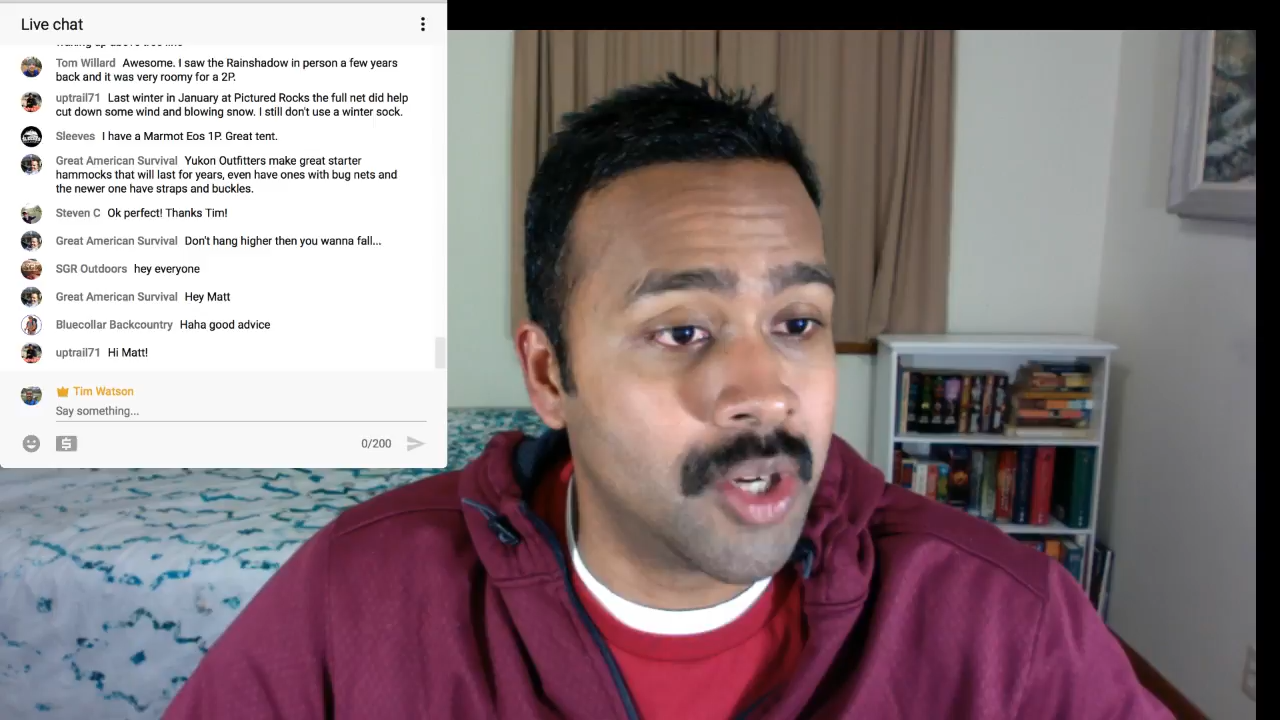 Live chat
Tom Willard Awesome. I saw the Rainshadow in person a few years
back and it was very roomy for a 2P.
uptrail71 Last winter in January at Pictured Rocks the full net did help
cut down some wind and blowing snow. I still don't use a winter sock.
Sleeves I have a Marmot Eos 1P. Great tent.
Great American Survival Yukon Outfitters make great starter
hammocks that will last for years, even have ones with bug nets and
the newer one have straps and buckles.
Steven C Ok perfect! Thanks Tim!
Great American Survival Don't hang higher then you wanna fall...
SGR Outdoors hey everyone
Great American Survival Hey Matt
Bluecollar Backcountry Haha good advice
uptrail71 Hi Matt!
Tim Watson
Say something...
0/200